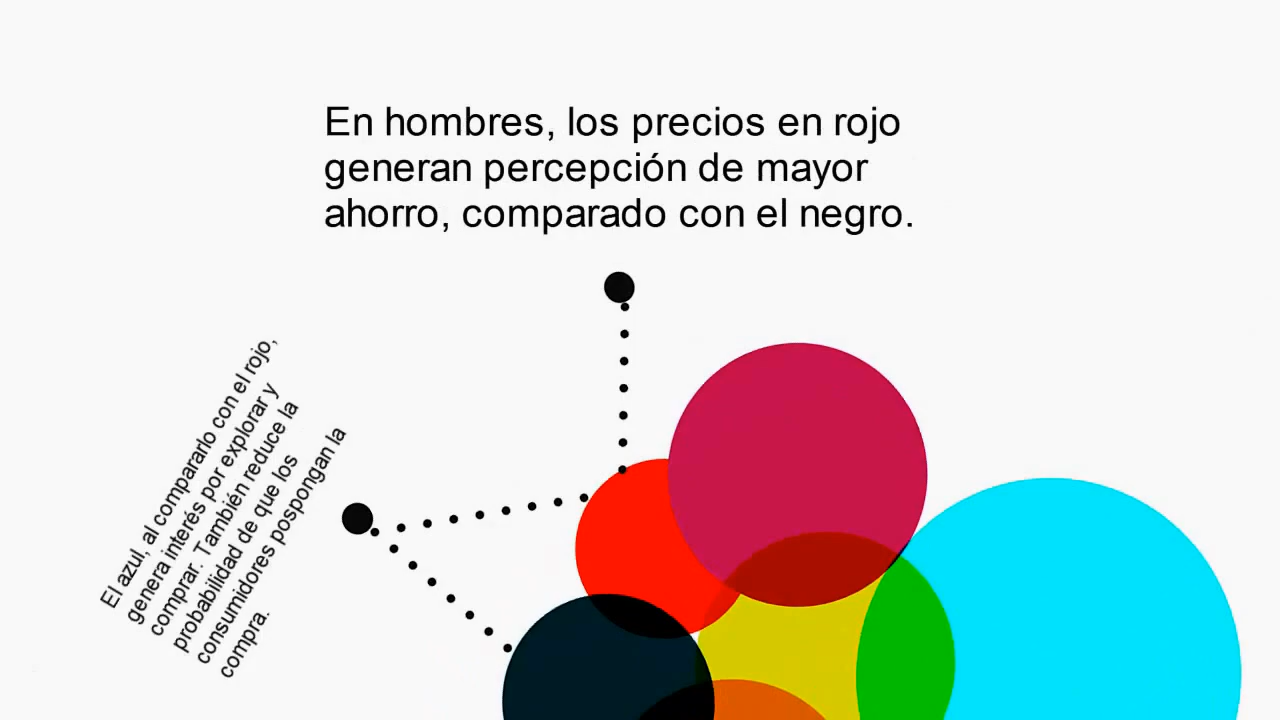 En hombres, los precios en rojo
generan percepción de mayor
ahorro, comparado con el negro.
El azul, al compararlo con el rojo,
genera interés por explorar y
comprar. También reduce la
probabilidad de que los
consumidores pospongan la
compra.